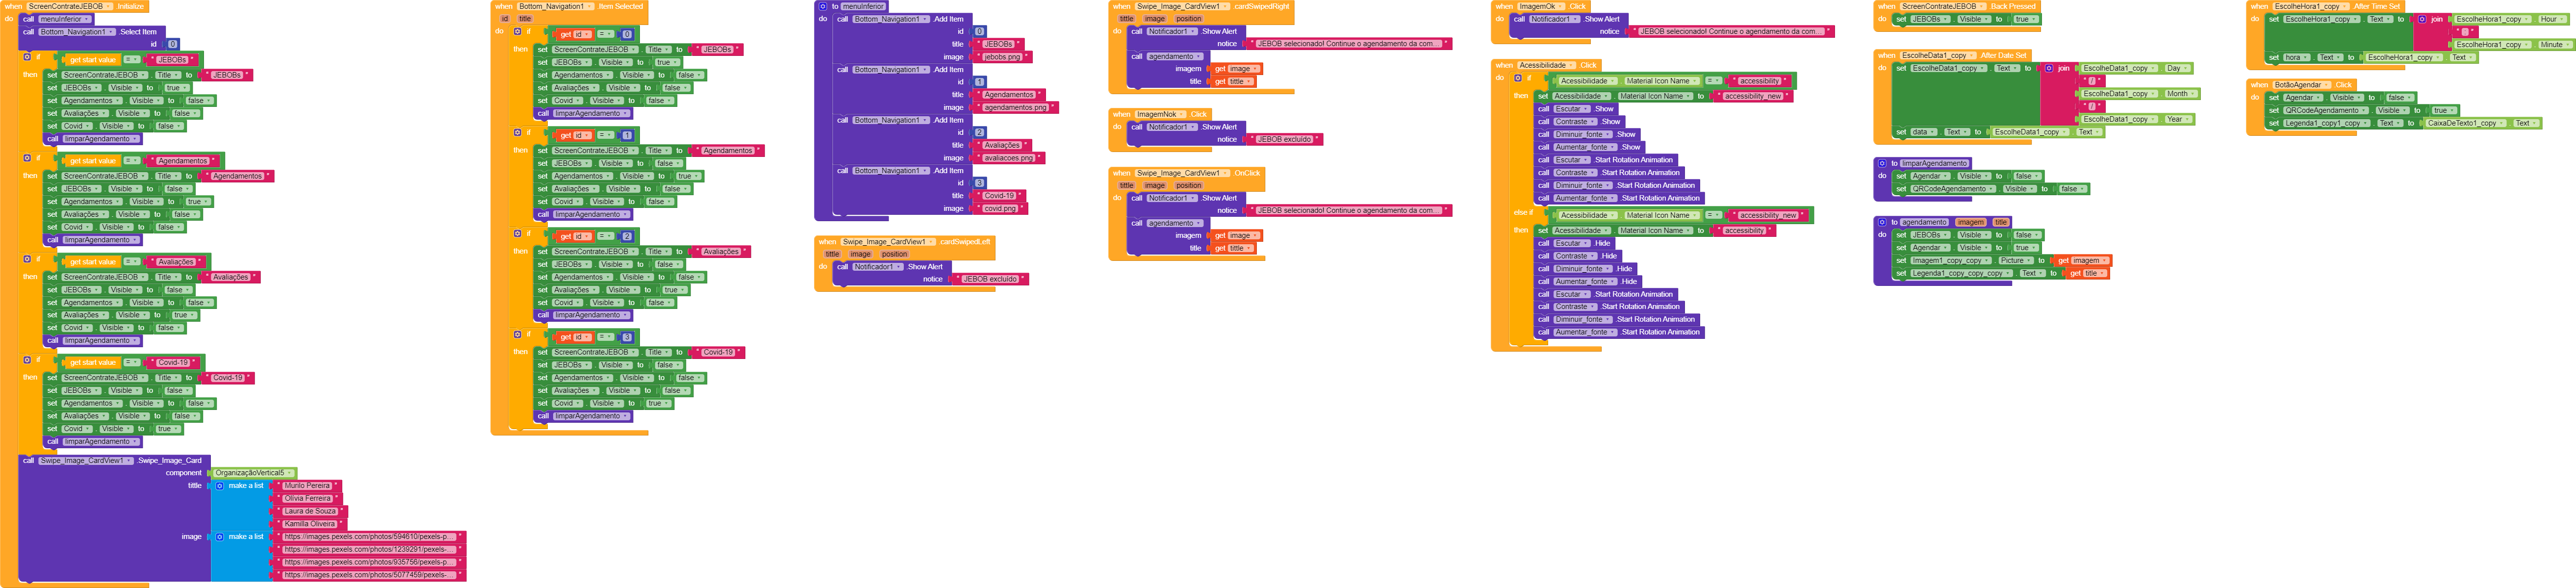 when ScreenContrateJEBOB .Initialize
do call menuInferior
call Bottom_Navigation1 .Select Item
id 0
if get start value = " JEBOBs "
then set ScreenContrateJEBOB . Title to " JEBOBs "
set JEBOBs . Visible to true
set Agendamentos . Visible to false
set Avaliações . Visible to false
set Covid . Visible to false
call limparAgendamento
if get start value = " Agendamentos "
then set ScreenContrateJEBOB . Title to " Agendamentos "
set JEBOBs . Visible to false
set Agendamentos . Visible to true
set Avaliações . Visible to false
set Covid . Visible to false
call limparAgendamento
if get start value = " Avaliações "
then set ScreenContrateJEBOB . Title to " Avaliações "
set JEBOBs . Visible to false
set Agendamentos . Visible to false
set Avaliações . Visible to true
set Covid . Visible to false
call limparAgendamento
if get start value = " Covid-19 "
then set ScreenContrateJEBOB . Title to " Covid-19 "
set JEBOBs . Visible to false
set Agendamentos . Visible to false
set Avaliações . Visible to false
set Covid . Visible to true
call limparAgendamento
call Swipe_Image_CardView1 .Swipe_Image_Card
component OrganizaçãoVertical5
tittle make a list " Murilo Pereira "
" Olívia Ferreira "
" Laura de Souza "
" Kamilla Oliveira "
image make a list " https://images.pexels.com/photos/594610/pexels-p... "
" https://images.pexels.com/photos/1239291/pexels-... "
" https://images.pexels.com/photos/935756/pexels-p... "
" https://images.pexels.com/photos/5077459/pexels-... "
when Bottom_Navigation1 .Item Selected
id title
do if get id = 0
then set ScreenContrateJEBOB . Title to " JEBOBs "
set JEBOBs . Visible to true
set Agendamentos . Visible to false
set Avaliações . Visible to false
set Covid . Visible to false
call limparAgendamento
if get id = 1
then set ScreenContrateJEBOB . Title to " Agendamentos "
set JEBOBs . Visible to false
set Agendamentos . Visible to true
set Avaliações . Visible to false
set Covid . Visible to false
call limparAgendamento
if get id = 2
then set ScreenContrateJEBOB . Title to " Avaliações "
set JEBOBs . Visible to false
set Agendamentos . Visible to false
set Avaliações . Visible to true
set Covid . Visible to false
call limparAgendamento
if get id = 3
then set ScreenContrateJEBOB . Title to " Covid-19 "
set JEBOBs . Visible to false
set Agendamentos . Visible to false
set Avaliações . Visible to false
set Covid . Visible to true
call limparAgendamento
to menuInferior
do call Bottom_Navigation1 .Add Item
id 0
title " JEBOBs "
image " jebobs.png "
call Bottom_Navigation1 .Add Item
id 1
title " Agendamentos "
image " agendamentos.png "
call Bottom_Navigation1 .Add Item
id 2
title " Avaliações "
image " avaliacoes.png "
call Bottom_Navigation1 .Add Item
id 3
title " Covid-19 "
image " covid.png "
when Swipe_Image_CardView1 .cardSwipedLeft
tittle image position
do call Notificador1 .Show Alert
notice " JEBOB excluído "
when Swipe_Image_CardView1 .cardSwipedRight
tittle image position
do call Notificador1 .Show Alert
notice " JEBOB selecionado! Continue o agendamento da com... "
call agendamento
imagem get image
title get tittle
when ImagemNok .Click
do call Notificador1 .Show Alert
notice " JEBOB excluído "
when Swipe_Image_CardView1 .OnClick
tittle image position
do call Notificador1 .Show Alert
notice " JEBOB selecionado! Continue o agendamento da com... "
call agendamento
imagem get image
title get tittle
when ImagemOk .Click
do call Notificador1 .Show Alert
notice " JEBOB selecionado! Continue o agendamento da com... "
when Acessibilidade .Click
do if Acessibilidade . Material Icon Name = " accessibility "
then set Acessibilidade . Material Icon Name to " accessibility_new "
call Escutar .Show
call Contraste .Show
call Diminuir_fonte .Show
call Aumentar_fonte .Show
call Escutar .Start Rotation Animation
call Contraste .Start Rotation Animation
call Diminuir_fonte .Start Rotation Animation
call Aumentar_fonte .Start Rotation Animation
else if Acessibilidade . Material Icon Name = " accessibility_new "
then set Acessibilidade . Material Icon Name to " accessibility "
call Escutar .Hide
call Contraste .Hide
call Diminuir_fonte .Hide
call Aumentar_fonte .Hide
call Escutar .Start Rotation Animation
call Contraste .Start Rotation Animation
call Diminuir_fonte .Start Rotation Animation
call Aumentar_fonte .Start Rotation Animation
when ScreenContrateJEBOB .Back Pressed
do set JEBOBs . Visible to true
when EscolheData1_copy .After Date Set
do set EscolheData1_copy . Text to join EscolheData1_copy . Day
" / "
EscolheData1_copy . Month
" / "
EscolheData1_copy . Year
set data . Text to EscolheData1_copy . Text
to limparAgendamento
do set Agendar . Visible to false
set QRCodeAgendamento . Visible to false
to agendamento imagem title
do set JEBOBs . Visible to false
set Agendar . Visible to true
set Imagem1_copy_copy . Picture to get imagem
set Legenda1_copy_copy_copy . Text to get title
when EscolheHora1_copy .After Time Set
do set EscolheHora1_copy . Text to join EscolheHora1_copy . Hour
" : "
EscolheHora1_copy . Minute
set hora . Text to EscolheHora1_copy . Text
when BotãoAgendar .Click
do set Agendar . Visible to false
set QRCodeAgendamento . Visible to true
set Legenda1_copy1_copy . Text to CaixaDeTexto1_copy . Text